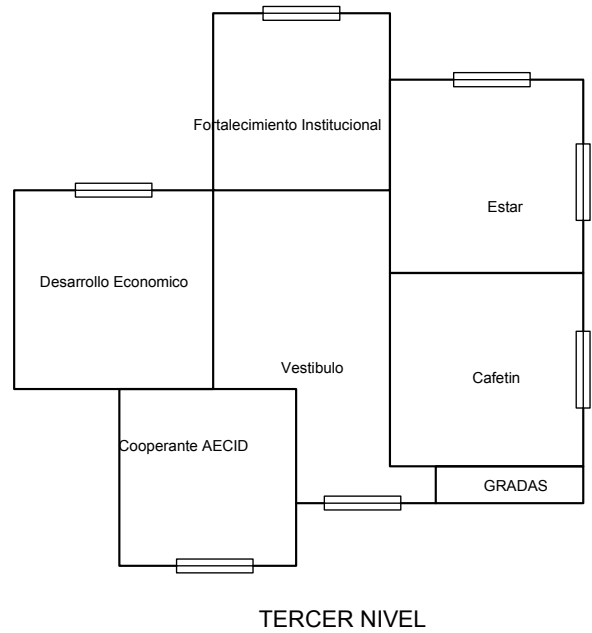 Fortalecimiento Institucional
Estar
Desarrollo Economico
Vestibulo
Cafetin
Cooperante AECID
GRADAS
TERCER NIVEL